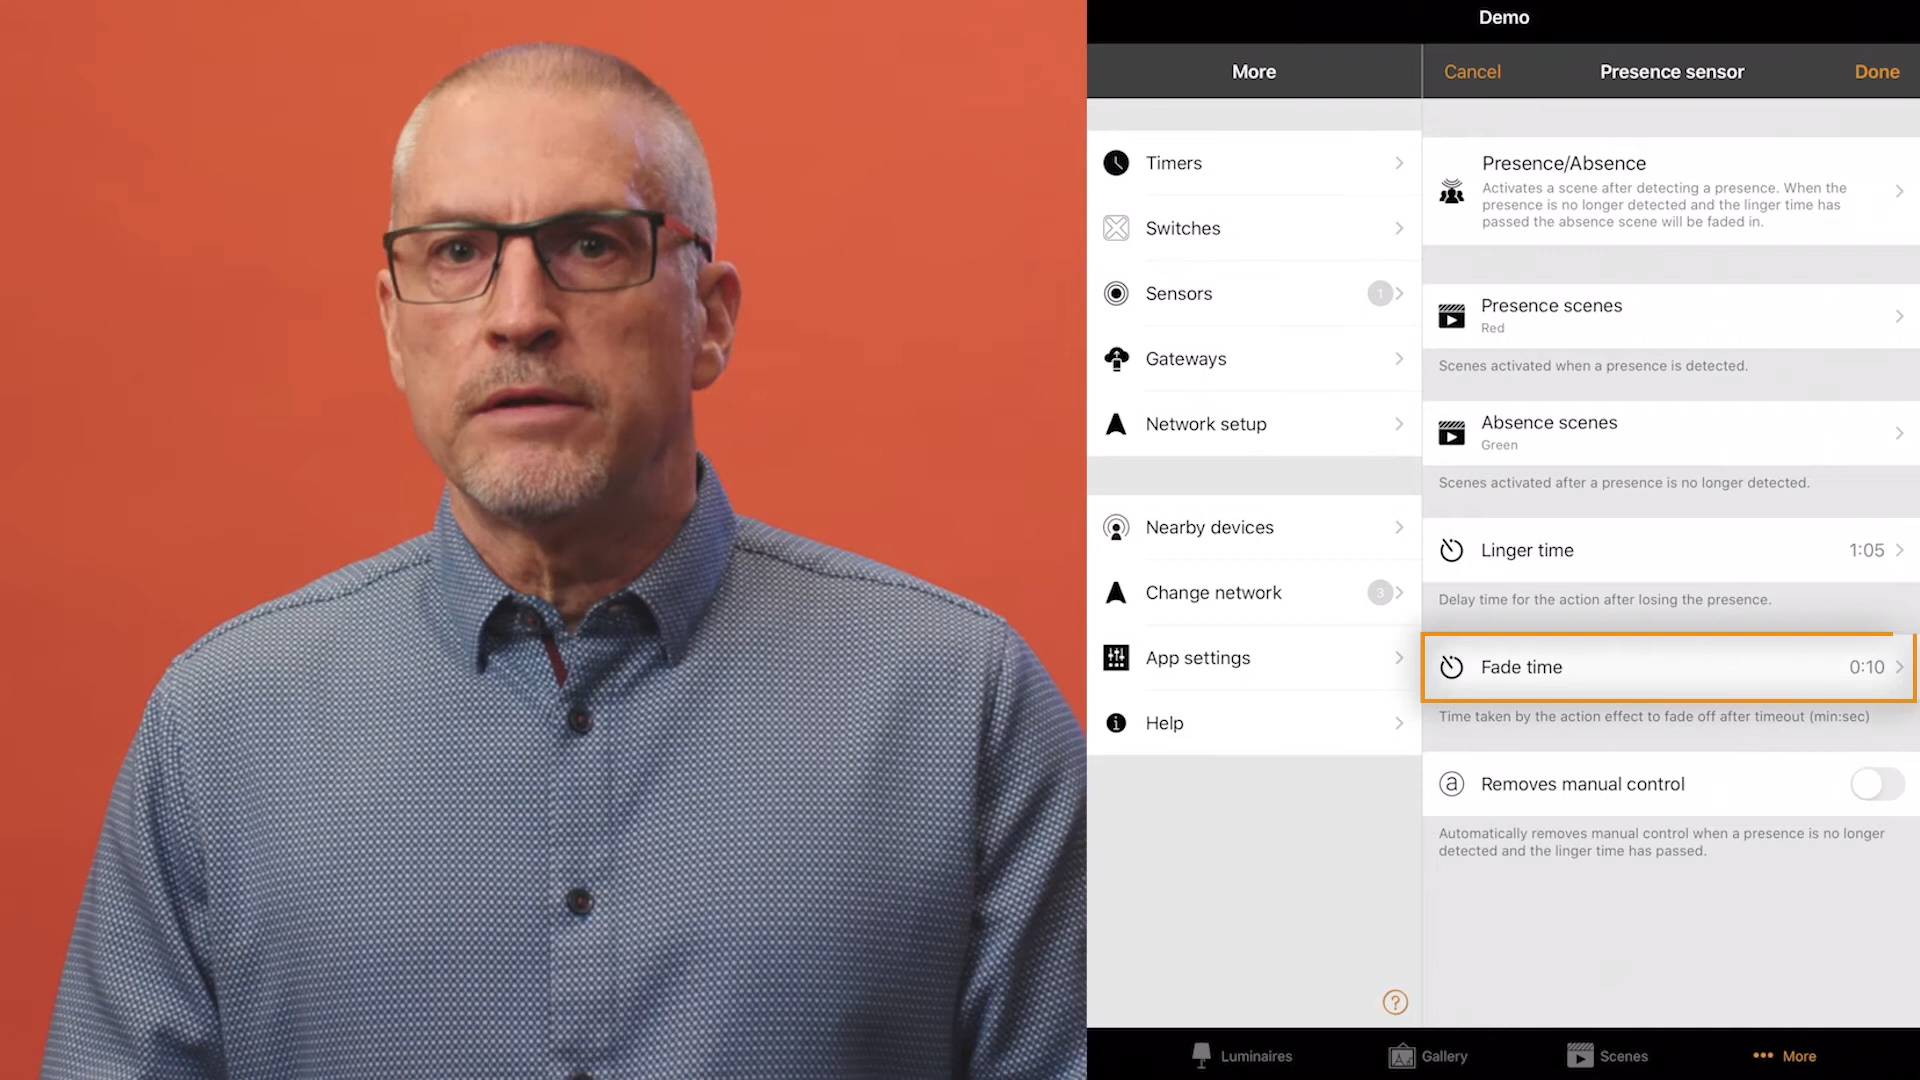 Demo
More
Timers
Switches
Sensors 1
Gateways
Network setup
Nearby devices
Change network 3
App settings
Help
?
Cancel Presence sensor Done
Presence/Absence
Activates a scene after detecting a presence. When the
presence is no longer detected and the linger time has
passed the absence scene will be faded in.
Presence scenes
Red
Scenes activated when a presence is detected.
Absence scenes
Green
Scenes activated after a presence is no longer detected.
Linger time 1:05
Delay time for the action after losing the presence.
Fade time 0:10
Time taken by the action effect to fade off after timeout (min:sec)
a Removes manual control
Automatically removes manual control when a presence is no longer
detected and the linger time has passed.
Luminaires Gallery Scenes More